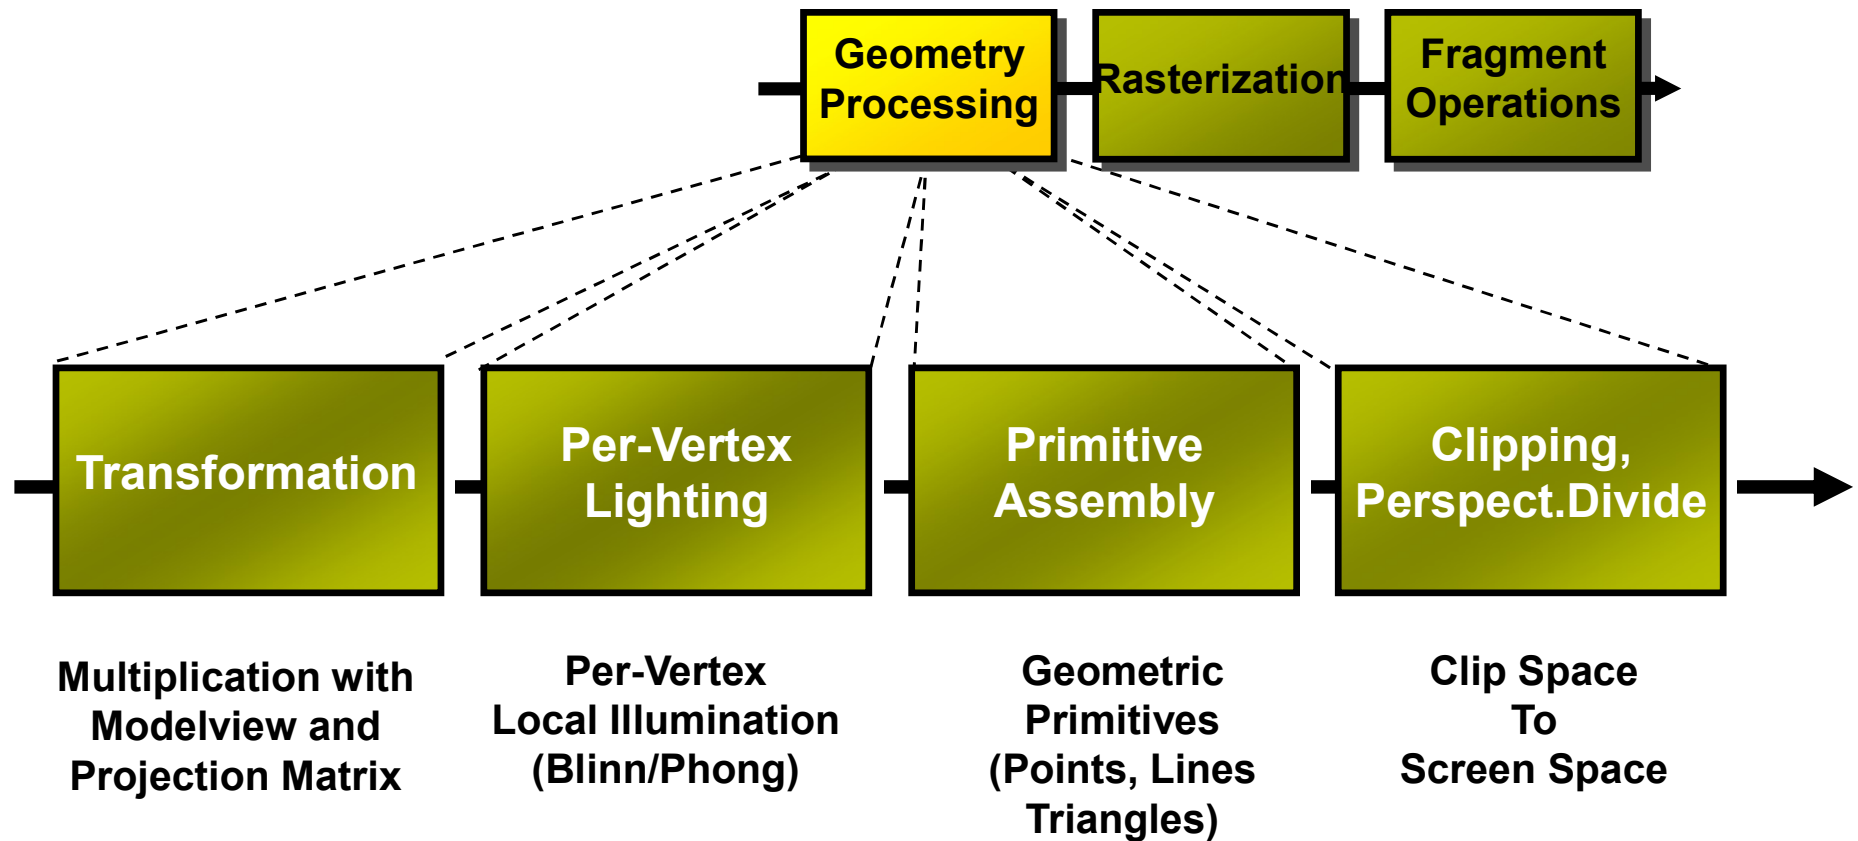 Geometry
Processing
Rasterization
Fragment
Operations
Transformation
Per-Vertex
Lighting
Primitive
Assembly
Clipping,
Perspect.Divide
Multiplication with
Modelview and
Projection Matrix
Per-Vertex
Local Illumination
(Blinn/Phong)
Geometric
Primitives
(Points, Lines
Triangles)
Clip Space
To
Screen Space